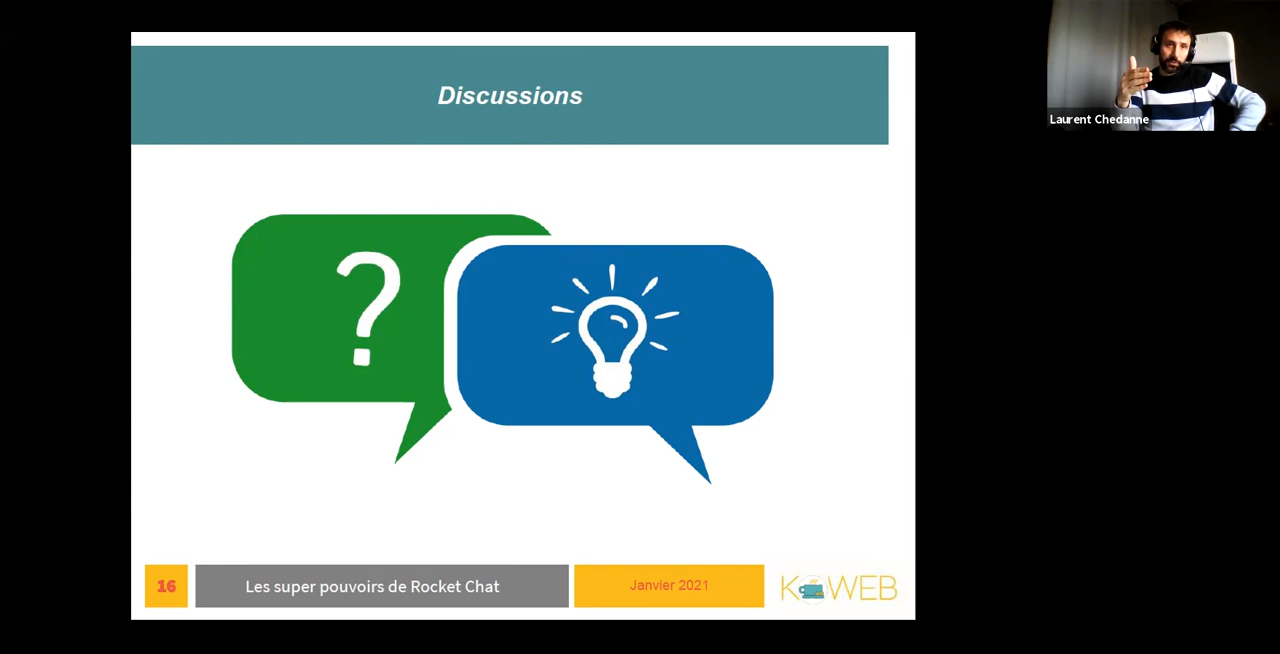 Discussions
Laurent Chedanne
?
16
Les super pouvoirs de Rocket Chat
Janvier 2021
KOWEB